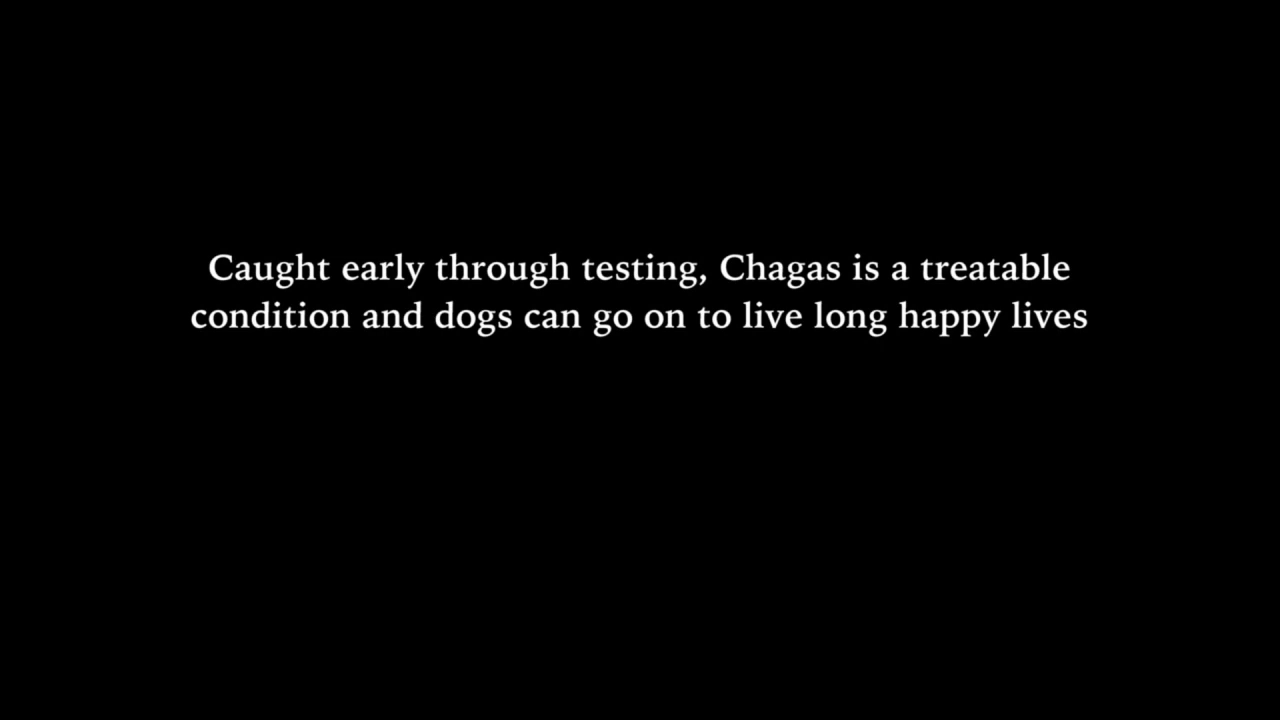 Caught early through testing, Chagas is a treatable
condition and dogs can go on to live long happy lives